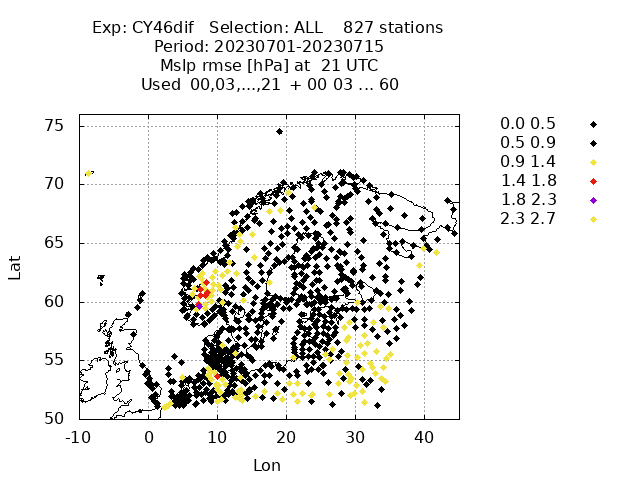 Exp: CY46dif   Selection: ALL    827 stations
Period: 20230701-20230715
Mslp rmse [hPa] at  21 UTC
Used  00,03,...,21  + 00 03 ... 60
0.0 0.5
0.5 0.9
0.9 1.4
1.4 1.8
1.8 2.3
2.3 2.7
75
70
65
60
55
50
Lat
-10 0 10 20 30 40
Lon